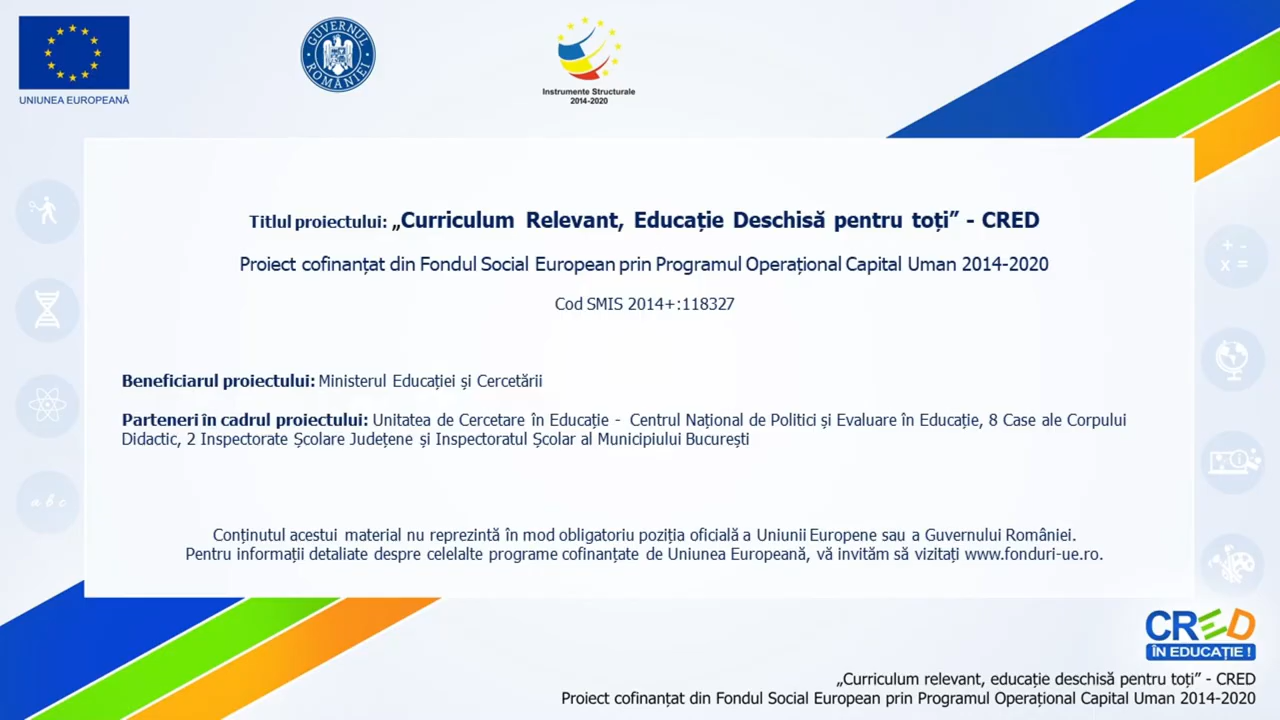 UNIUNEA EUROPEANĂ
GUVERNUL ROMÂNIEI
Instrumente Structurale
2014-2020
Titlul proiectului: „Curriculum Relevant, Educație Deschisă pentru toți” - CRED
Proiect cofinanțat din Fondul Social European prin Programul Operațional Capital Uman 2014-2020
Cod SMIS 2014+:118327
Beneficiarul proiectului: Ministerul Educației și Cercetării
Parteneri în cadrul proiectului: Unitatea de Cercetare în Educație - Centrul Național de Politici și Evaluare în Educație, 8 Case ale Corpului
Didactic, 2 Inspectorate Școlare Județene și Inspectoratul Școlar al Municipiului București
Conținutul acestui material nu reprezintă în mod obligatoriu poziția oficială a Uniunii Europene sau a Guvernului României.
Pentru informații detaliate despre celelalte programe cofinanțate de Uniunea Europeană, vă invităm să vizitați www.fonduri-ue.ro.
+ -
x =
a b c
CRED
ÎN EDUCAȚIE !
„Curriculum relevant, educație deschisă pentru toți” - CRED
Proiect cofinanțat din Fondul Social European prin Programul Operațional Capital Uman 2014-2020